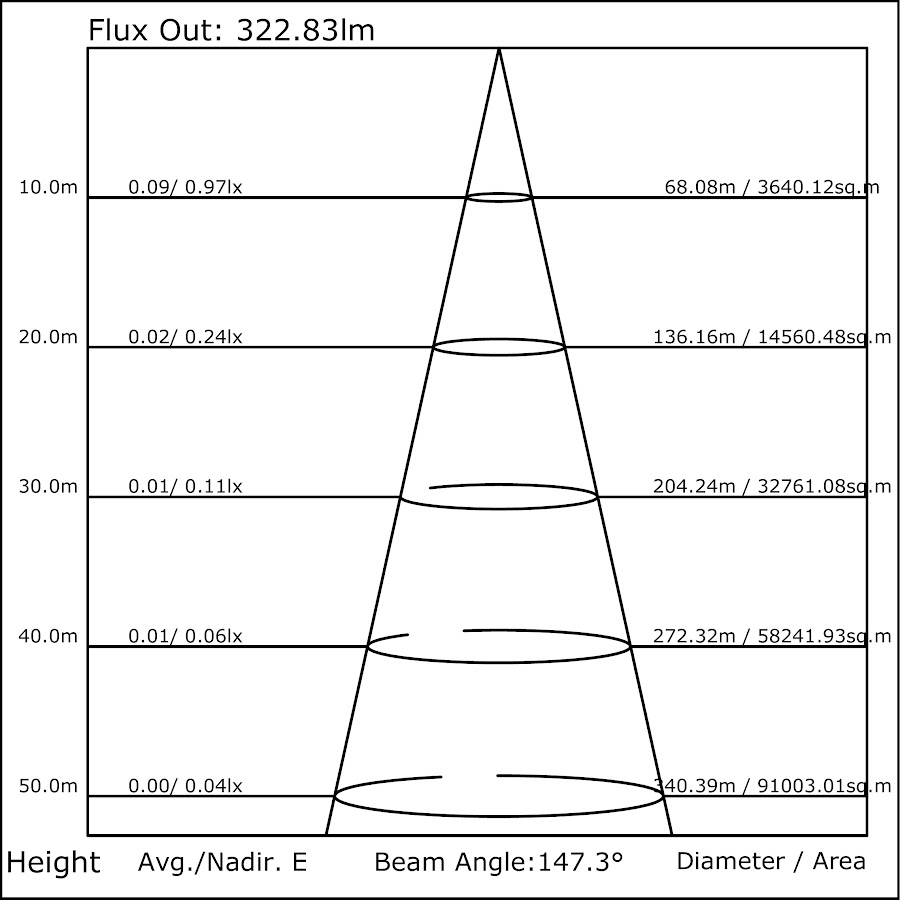 Flux Out: 322.83lm
10.0m 0.09/ 0.97lx 68.08m / 3640.12sq.m
20.0m 0.02/ 0.24lx 136.16m / 14560.48sq.m
30.0m 0.01/ 0.11lx 204.24m / 32761.08sq.m
40.0m 0.01/ 0.06lx 272.32m / 58241.93sq.m
50.0m 0.00/ 0.04lx 340.39m / 91003.01sq.m
Height Avg./Nadir. E Beam Angle:147.3° Diameter / Area